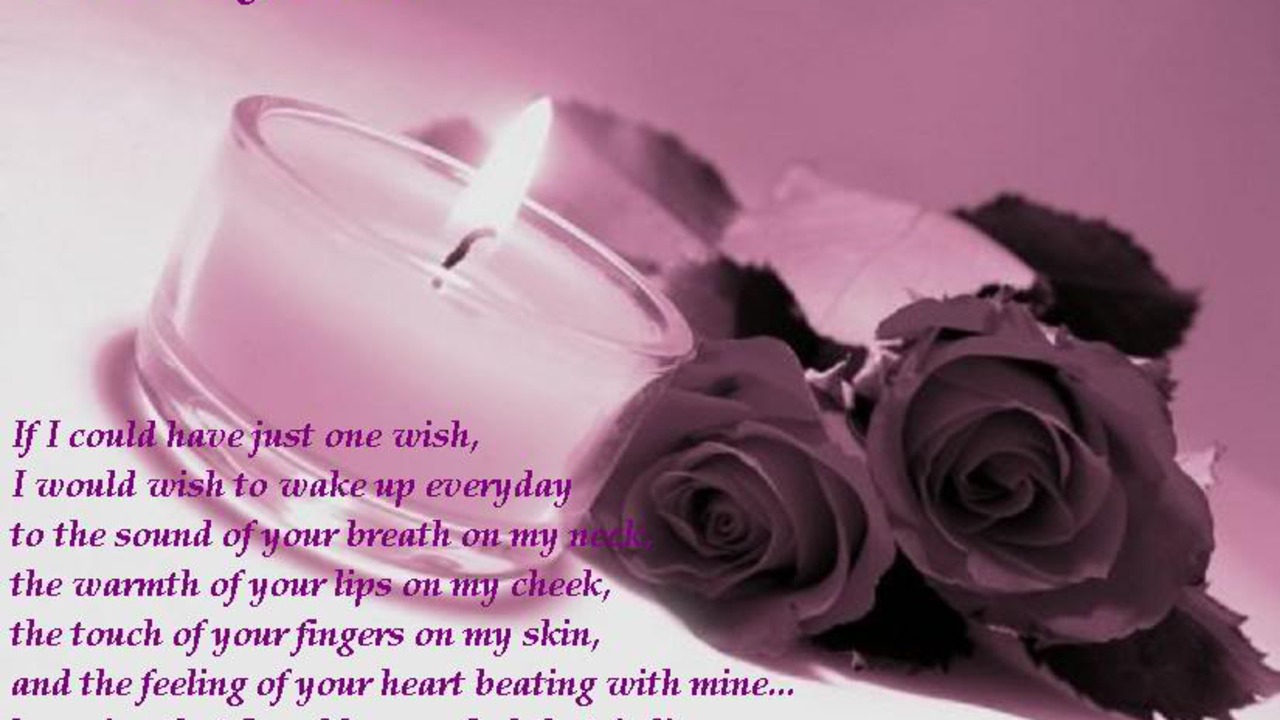 If I could have just one wish,
I would wish to wake up everyday
to the sound of your breath on my neck,
the warmth of your lips on my cheek,
the touch of your fingers on my skin,
and the feeling of your heart beating with mine...